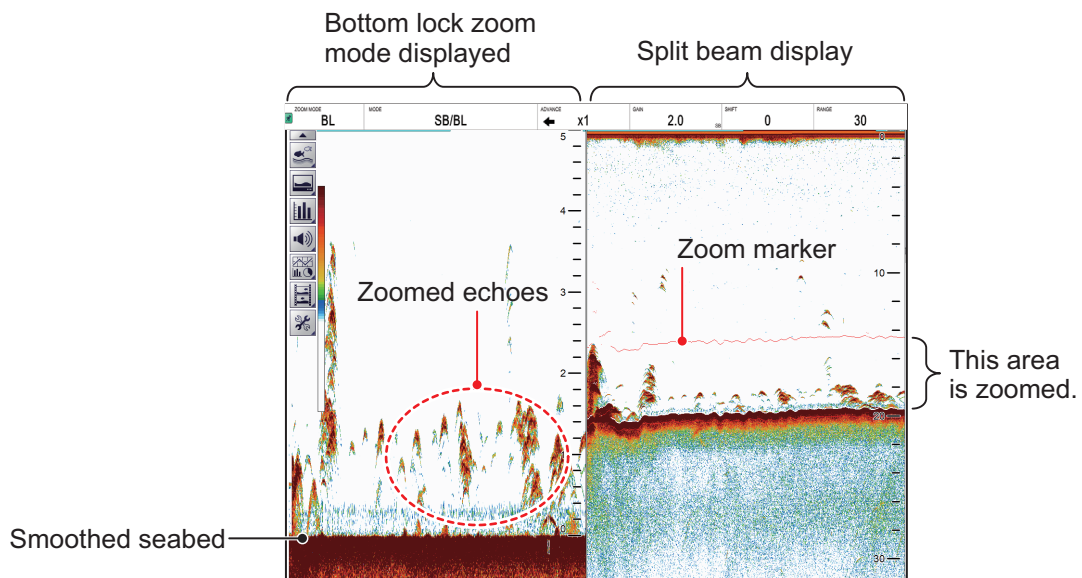 Bottom lock zoom
mode displayed
Split beam display
ZOOM MODE
BL
MODE
SB/BL
ADVANCE
x1
GAIN
2.0
SB
SHIFT
0
RANGE
30
5
4
3
2
0
10
20
30
Zoom marker
Zoomed echoes
This area
is zoomed.
Smoothed seabed